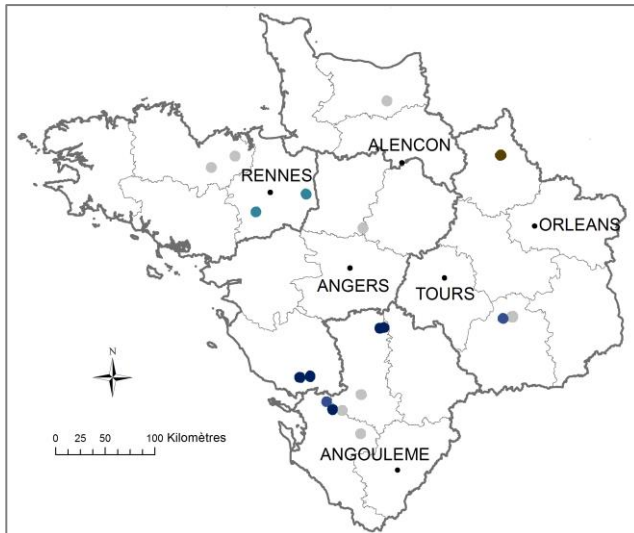 ALENCON
RENNES
ORLEANS
ANGERS
TOURS
N
0 25 50 100 Kilomètres
ANGOULEME